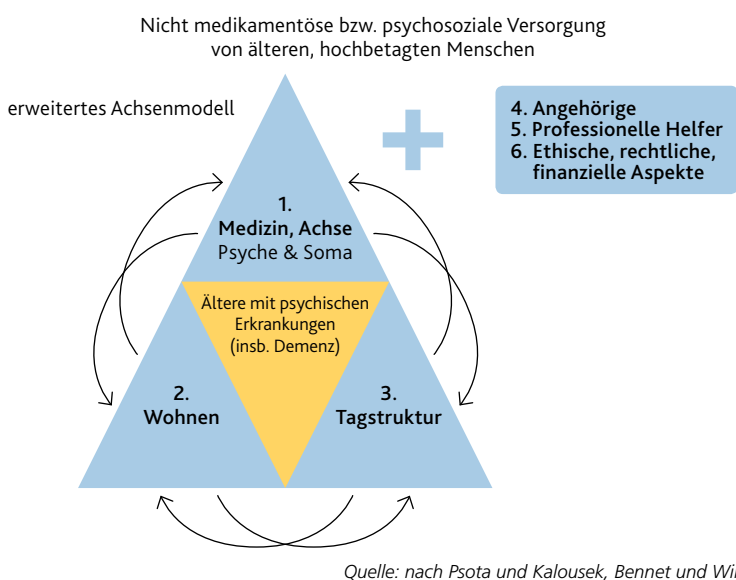 Nicht medikamentöse bzw. psychosoziale Versorgung
von älteren, hochbetagten Menschen
erweitertes Achsenmodell
4. Angehörige
5. Professionelle Helfer
6. Ethische, rechtliche,
finanzielle Aspekte
1.
Medizin, Achse
Psyche & Soma
Ältere mit psychischen
Erkrankungen
(insb. Demenz)
2.
Wohnen
3.
Tagstruktur
Quelle: nach Psota und Kalousek, Bennet und